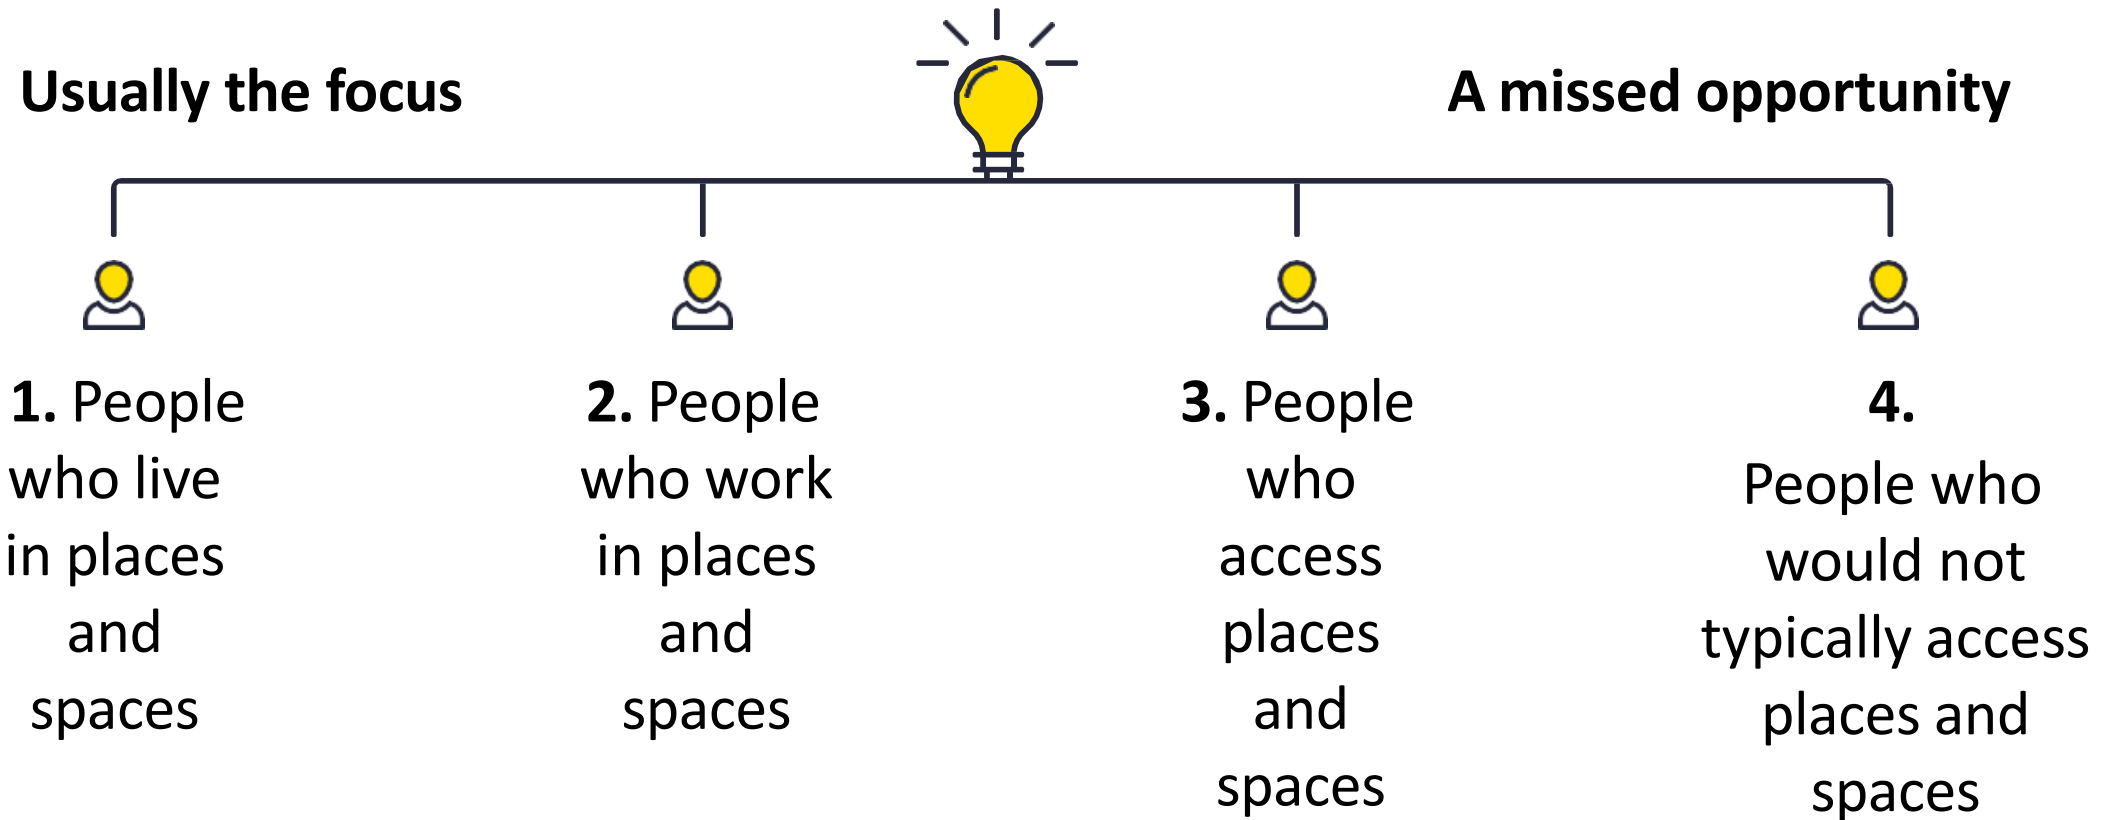 Usually the focus
A missed opportunity
1. People
who live
in places
and
spaces
2. People
who work
in places
and
spaces
3. People
who
access
places
and
spaces
4.
People who
would not
typically access
places and
spaces